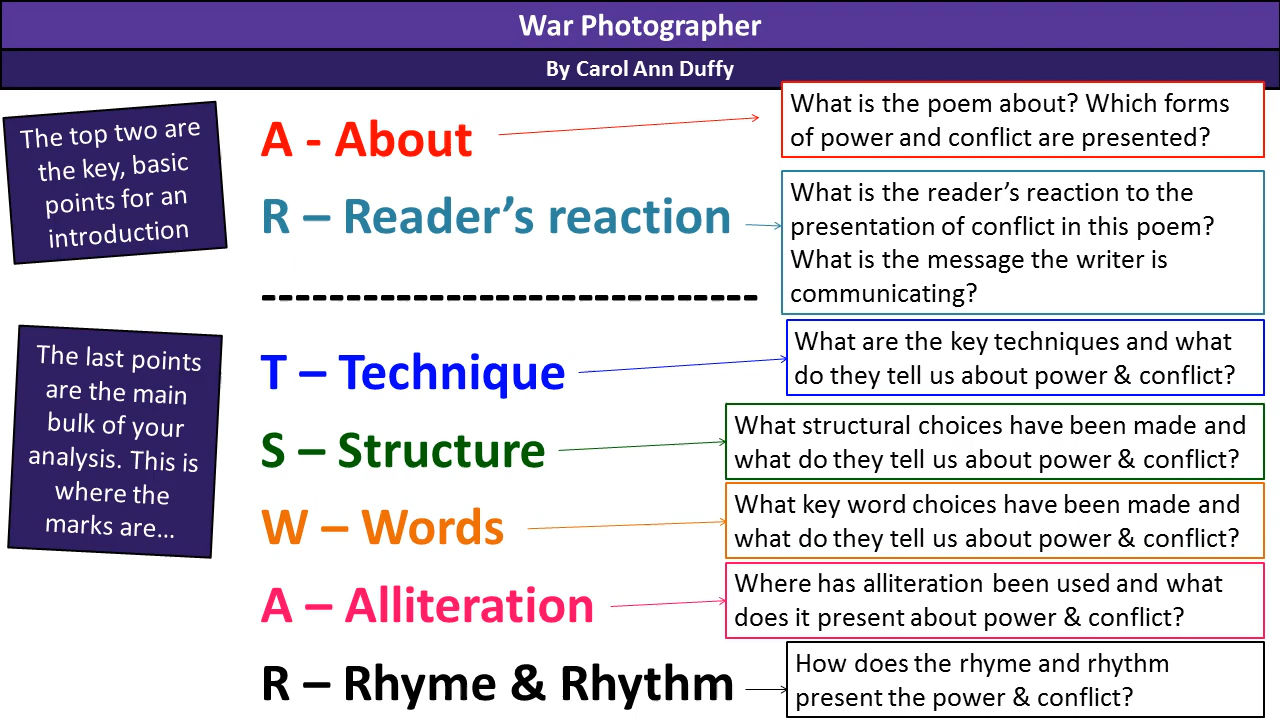 War Photographer
By Carol Ann Duffy
The top two are
the key, basic
points for an
introduction
A - About
What is the poem about? Which forms
of power and conflict are presented?
R – Reader’s reaction
What is the reader’s reaction to the
presentation of conflict in this poem?
What is the message the writer is
communicating?
------------------------------
The last points
are the main
bulk of your
analysis. This is
where the
marks are…
T – Technique
What are the key techniques and what
do they tell us about power & conflict?
S – Structure
What structural choices have been made and
what do they tell us about power & conflict?
W – Words
What key word choices have been made and
what do they tell us about power & conflict?
A – Alliteration
Where has alliteration been used and what
does it present about power & conflict?
R – Rhyme & Rhythm
How does the rhyme and rhythm
present the power & conflict?